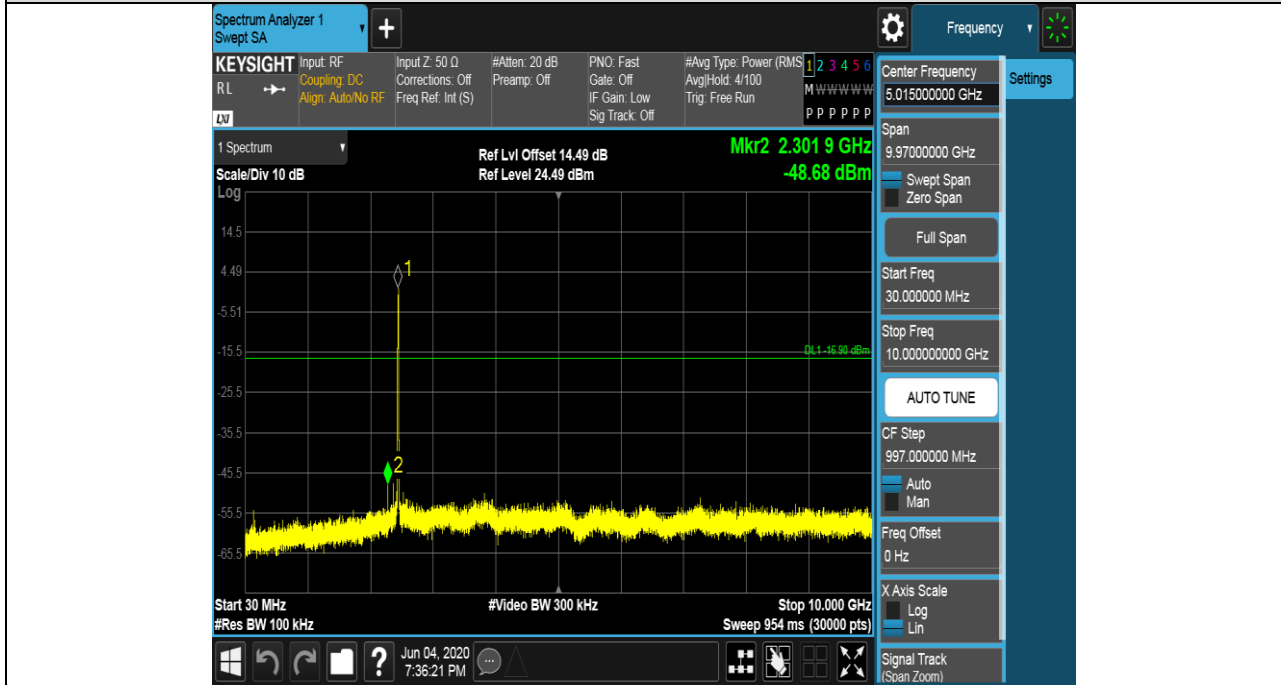 Spectrum Analyzer 1
Swept SA
+
Frequency
KEYSIGHT
RL
LXI
Input: RF
Coupling: DC
Align: Auto/No RF
Input Z: 50 Ω
Corrections: Off
Freq Ref: Int (S)
#Atten: 20 dB
Preamp: Off
PNO: Fast
Gate: Off
IF Gain: Low
Sig Track: Off
#Avg Type: Power (RMS
Avg|Hold: 4/100
Trig: Free Run
1 2 3 4 5 6
M W W W W W
P P P P P P
1 Spectrum
Scale/Div 10 dB
Log
Ref Lvl Offset 14.49 dB
Ref Level 24.49 dBm
Mkr2 2.301 9 GHz
-48.68 dBm
14.5
4.49
-5.51
-15.5
-25.5
-35.5
-45.5
-55.5
-65.5
1
2
DL1 -16.90 dBm
Start 30 MHz
#Res BW 100 kHz
#Video BW 300 kHz
Stop 10.000 GHz
Sweep 954 ms (30000 pts)
?
Jun 04, 2020
7:36:21 PM
Center Frequency
5.015000000 GHz
Span
9.97000000 GHz
Swept Span
Zero Span
Full Span
Start Freq
30.000000 MHz
Stop Freq
10.000000000 GHz
AUTO TUNE
CF Step
997.000000 MHz
Auto
Man
Freq Offset
0 Hz
X Axis Scale
Log
Lin
Signal Track
(Span Zoom)
Settings